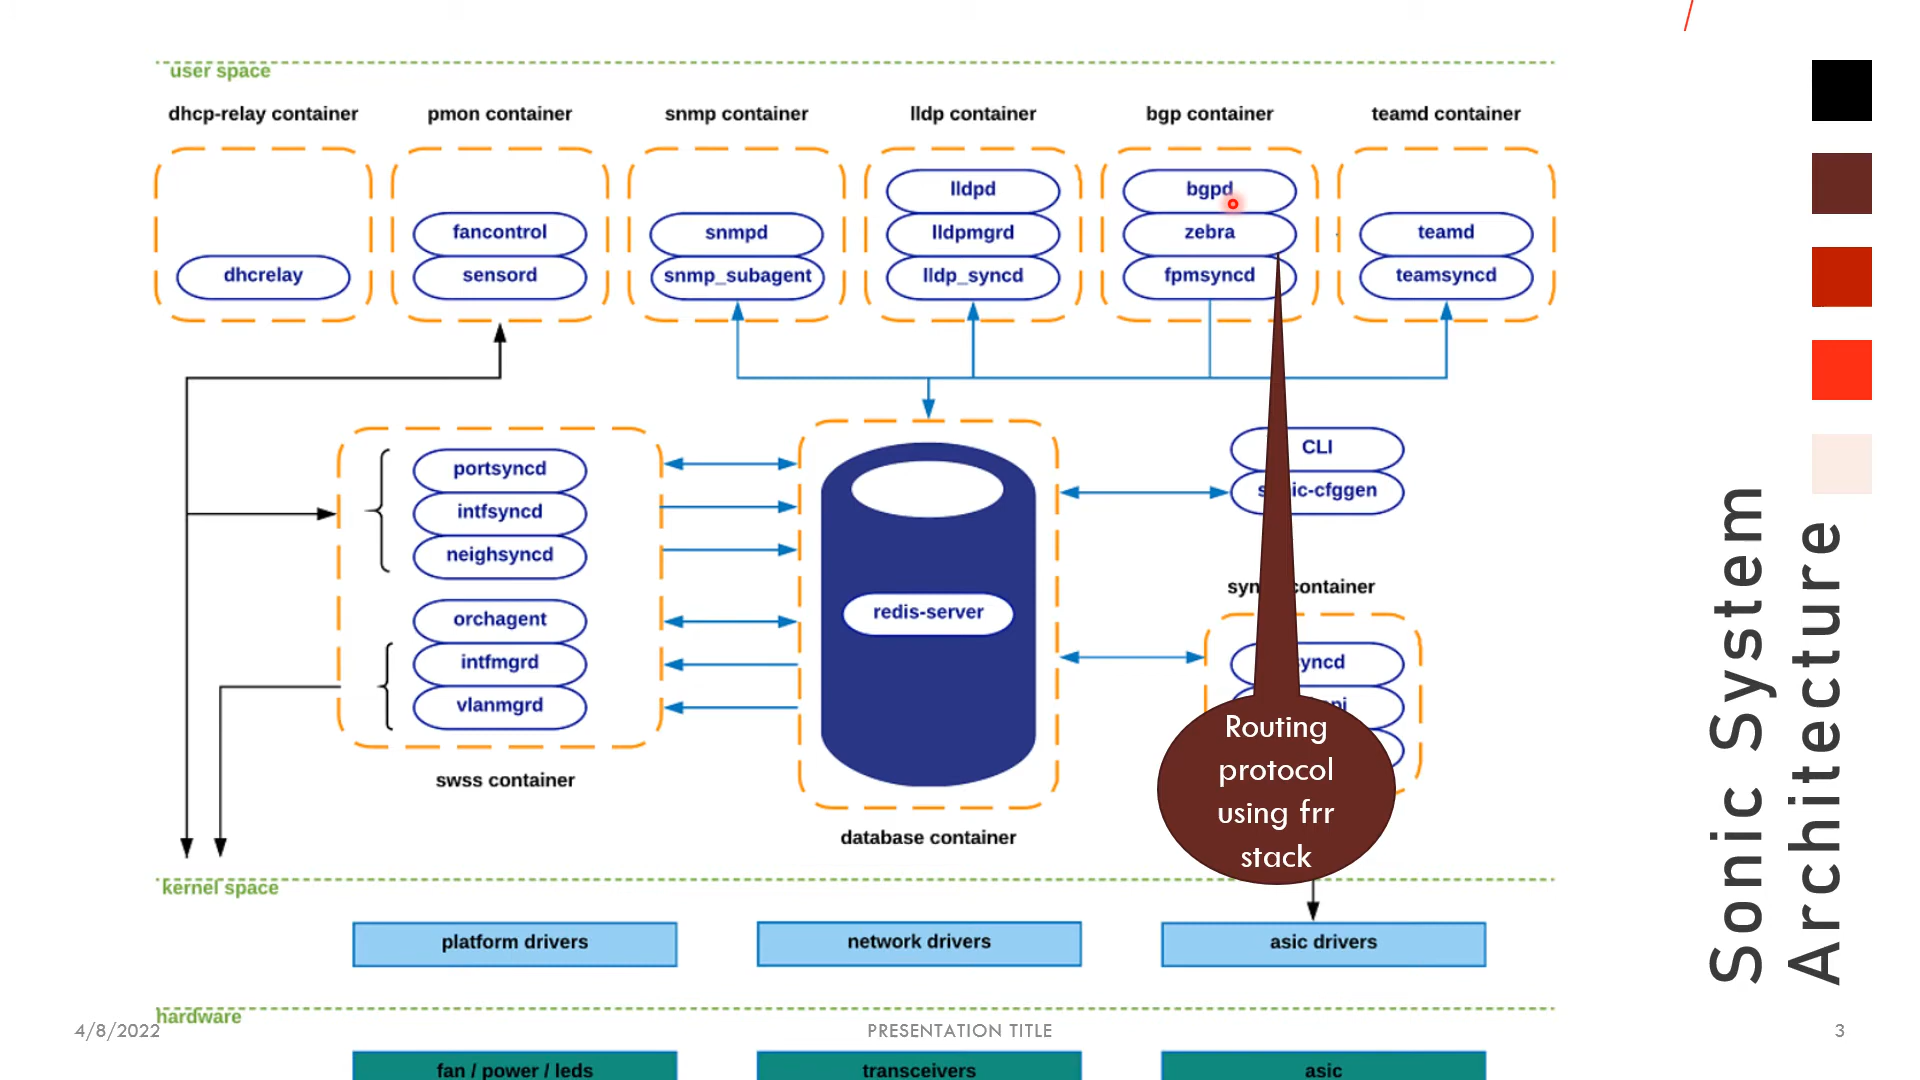 user space
dhcp-relay container
pmon container
snmp container
lldp container
bgp container
teamd container
dhcrelay
fancontrol
sensord
snmpd
snmp_subagent
lldpd
lldpmgrd
lldp_syncd
bgpd
zebra
fpmsyncd
teamd
teamsyncd
portsyncd
intfsyncd
neighsyncd
orchagent
intfmgrd
vlanmgrd
swss container
redis-server
database container
CLI
container
Routing
protocol
using frr
stack
kernel space
platform drivers
network drivers
asic drivers
hardware
fan / power / leds
transceivers
asic
Sonic System
Architecture
4/8/2022
PRESENTATION TITLE
3